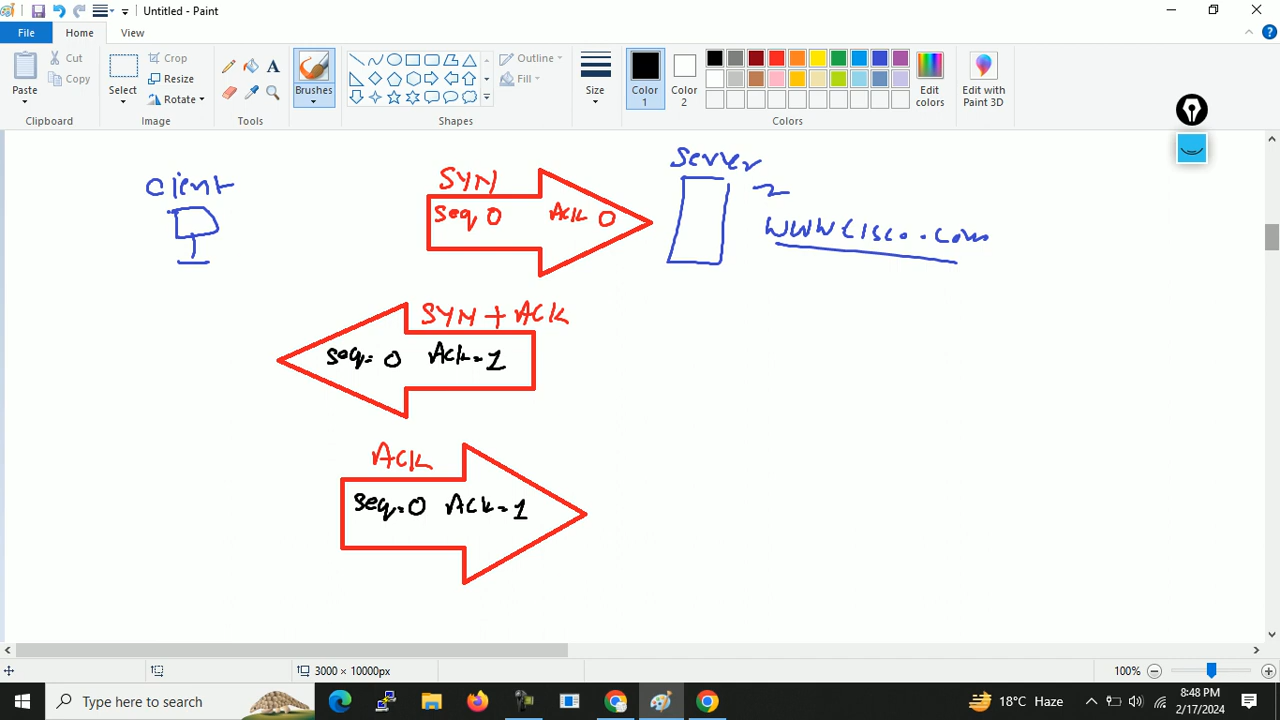 Untitled - Paint
File Home View
Paste
Cut
Copy
Clipboard
Select
Crop
Resize
Rotate
Image
A
Tools
Brushes
Shapes
Outline
Fill
Size
Color 1
Color 2
Edit colors
Colors
Edit with Paint 3D
client
SYN
Seq 0 Ack 0
Server
www.cisco.com
SYN + ACK
Seq= 0 Ack=1
ACK
Seq=0 Ack=1
3000 × 10000px
100%
Type here to search
18°C Haze
8:48 PM
2/17/2024